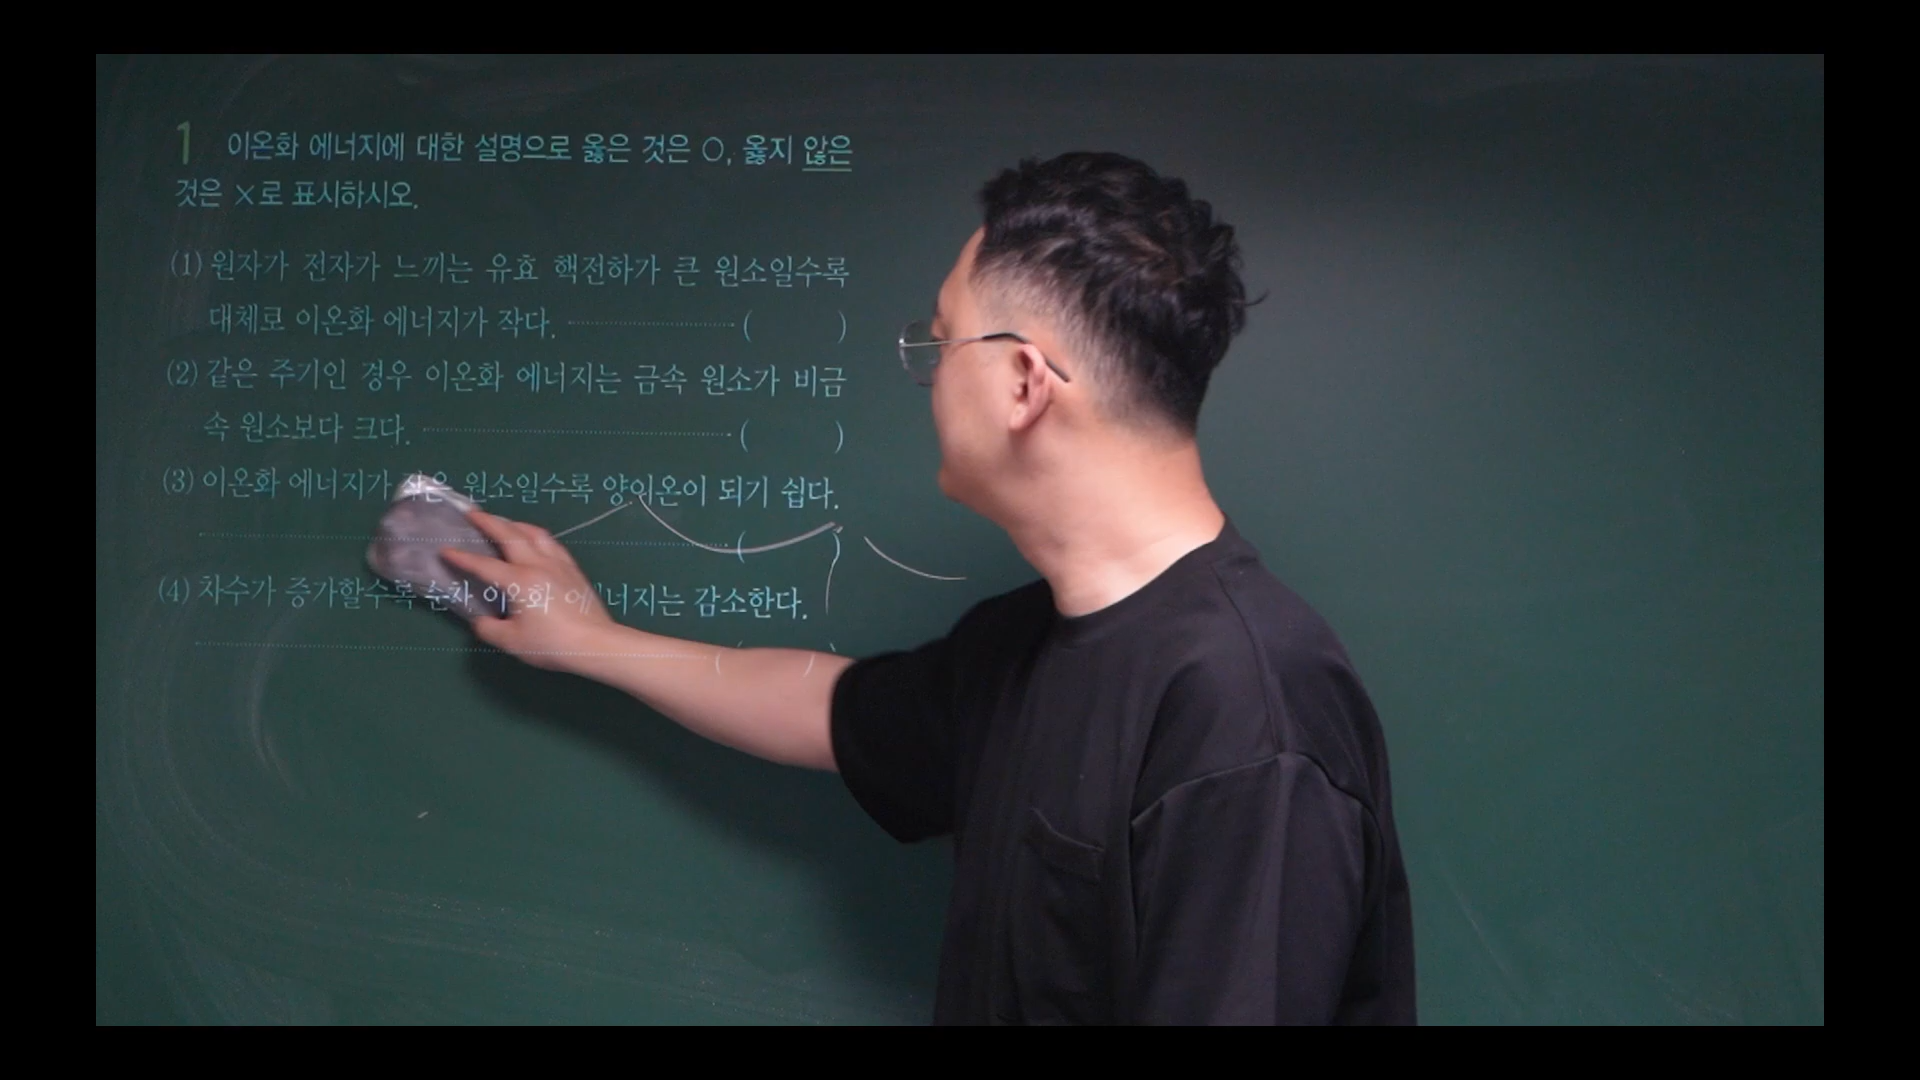 1 이온화 에너지에 대한 설명으로 옳은 것은 ○, 옳지 않은
것은 ×로 표시하시오.
(1) 원자가 전자가 느끼는 유효 핵전하가 큰 원소일수록
대체로 이온화 에너지가 작다. ( )
(2) 같은 주기인 경우 이온화 에너지는 금속 원소가 비금
속 원소보다 크다. ( )
(3) 이온화 에너지가 작은 원소일수록 양이온이 되기 쉽다.
( )
(4) 차수가 증가할수록 순차 이온화 에너지는 감소한다.
( )